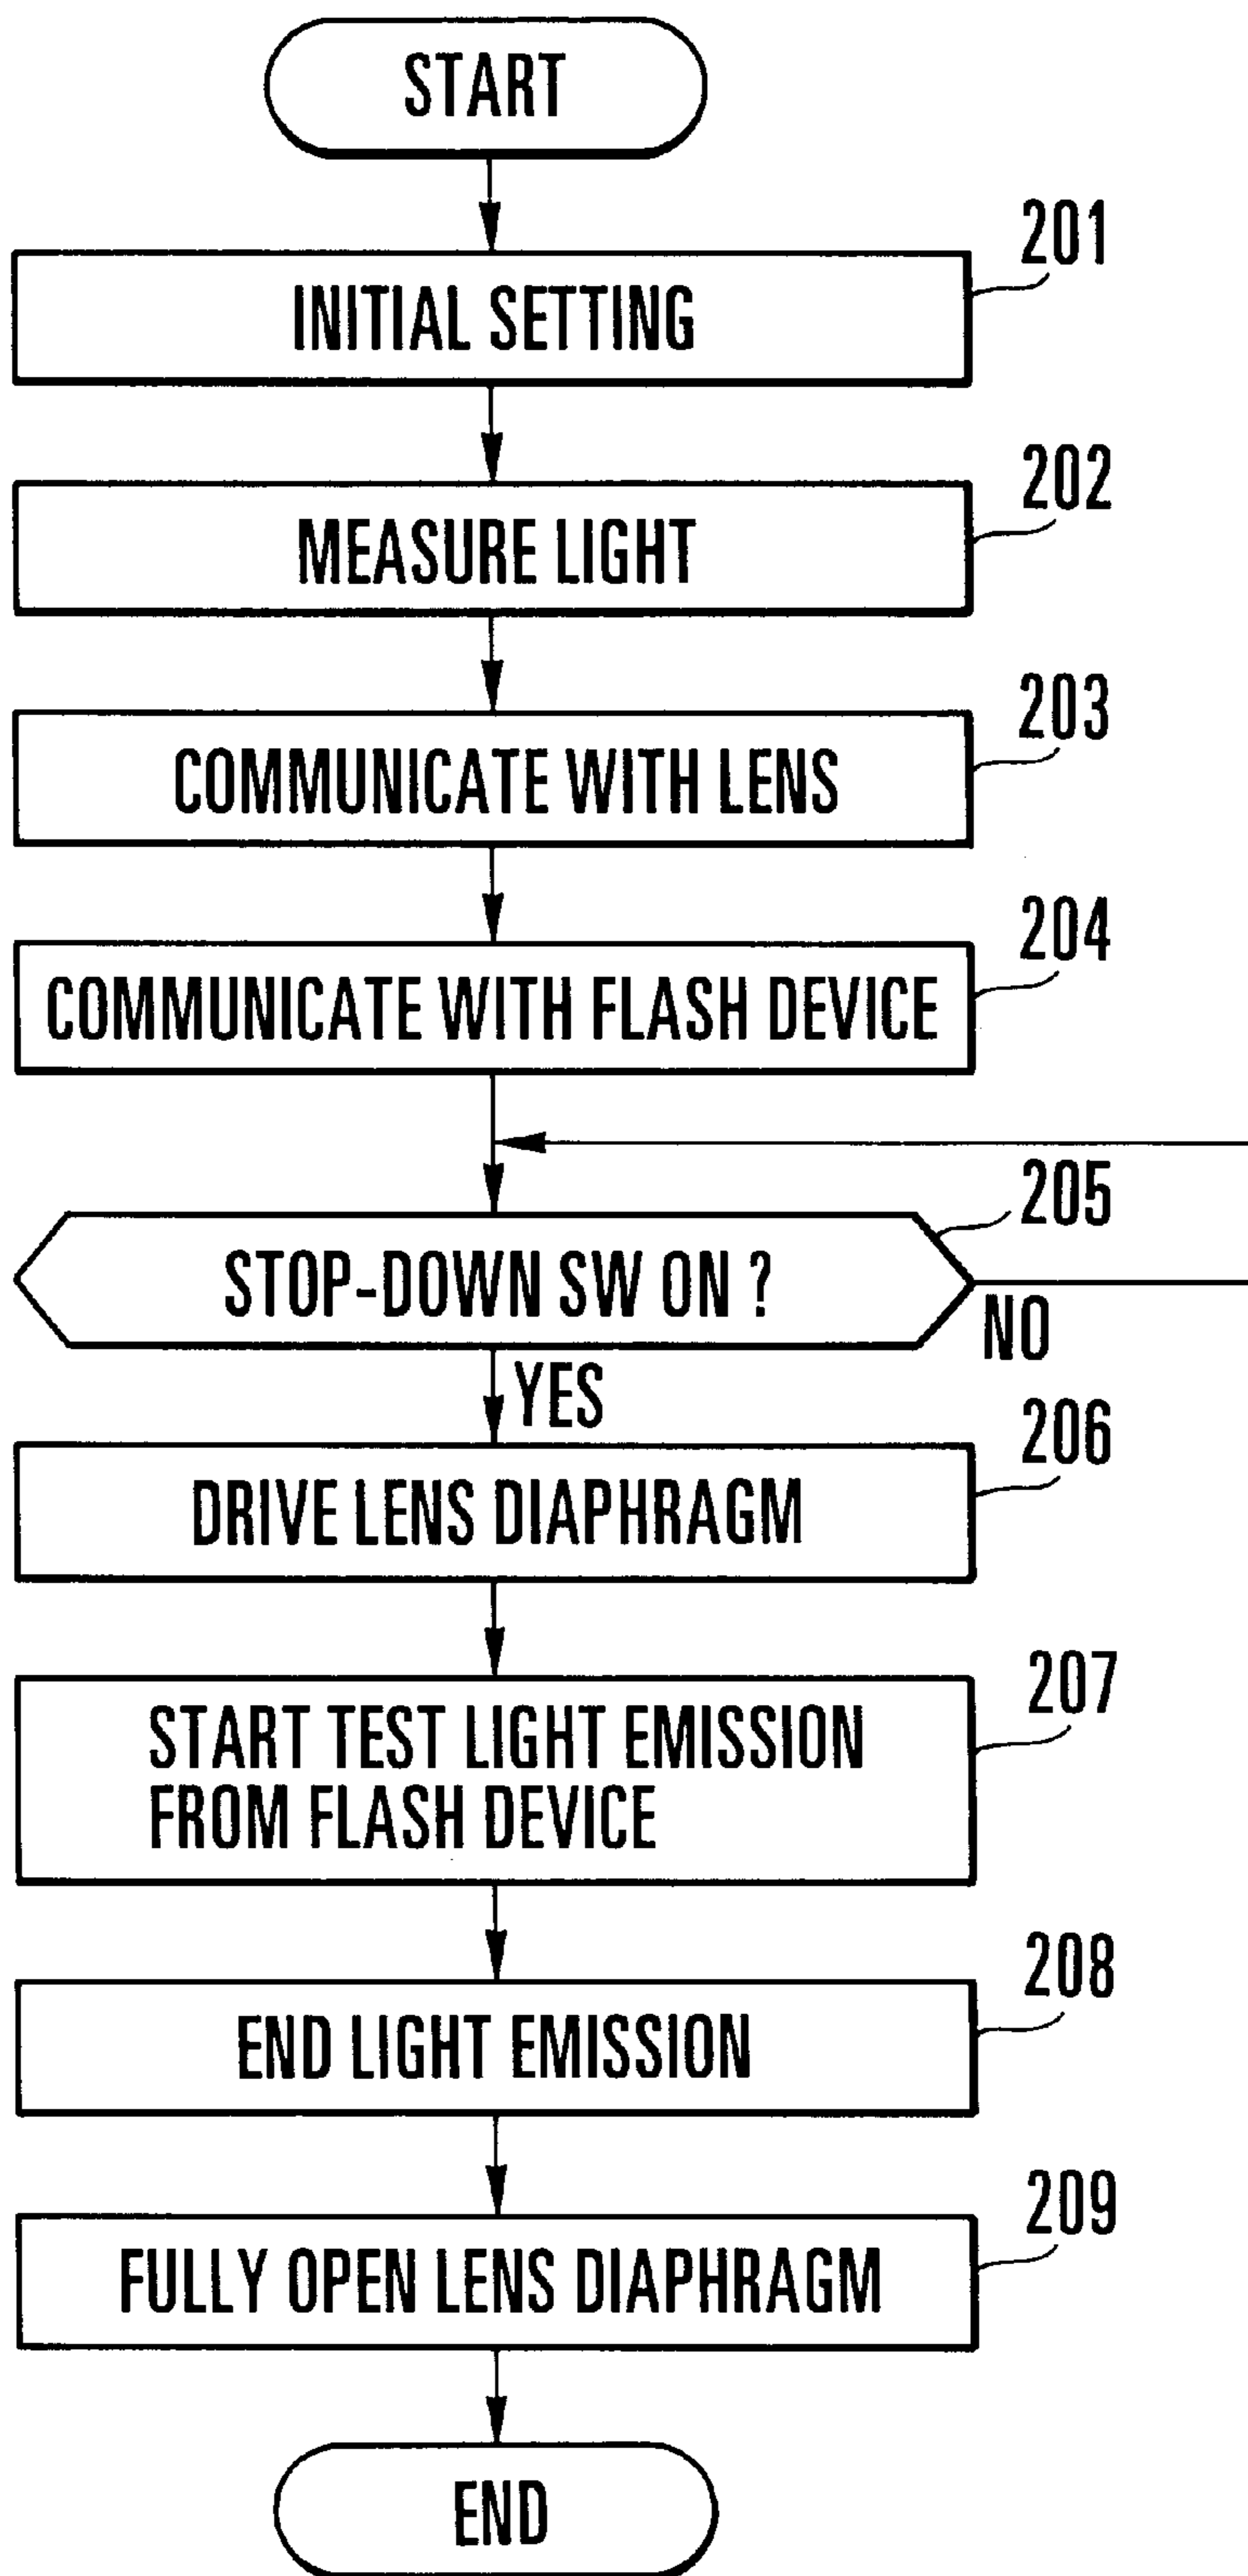 START
201
INITIAL SETTING
202
MEASURE LIGHT
203
COMMUNICATE WITH LENS
204
COMMUNICATE WITH FLASH DEVICE
205
STOP-DOWN SW ON ?
NO
YES
206
DRIVE LENS DIAPHRAGM
207
START TEST LIGHT EMISSION
FROM FLASH DEVICE
208
END LIGHT EMISSION
209
FULLY OPEN LENS DIAPHRAGM
END